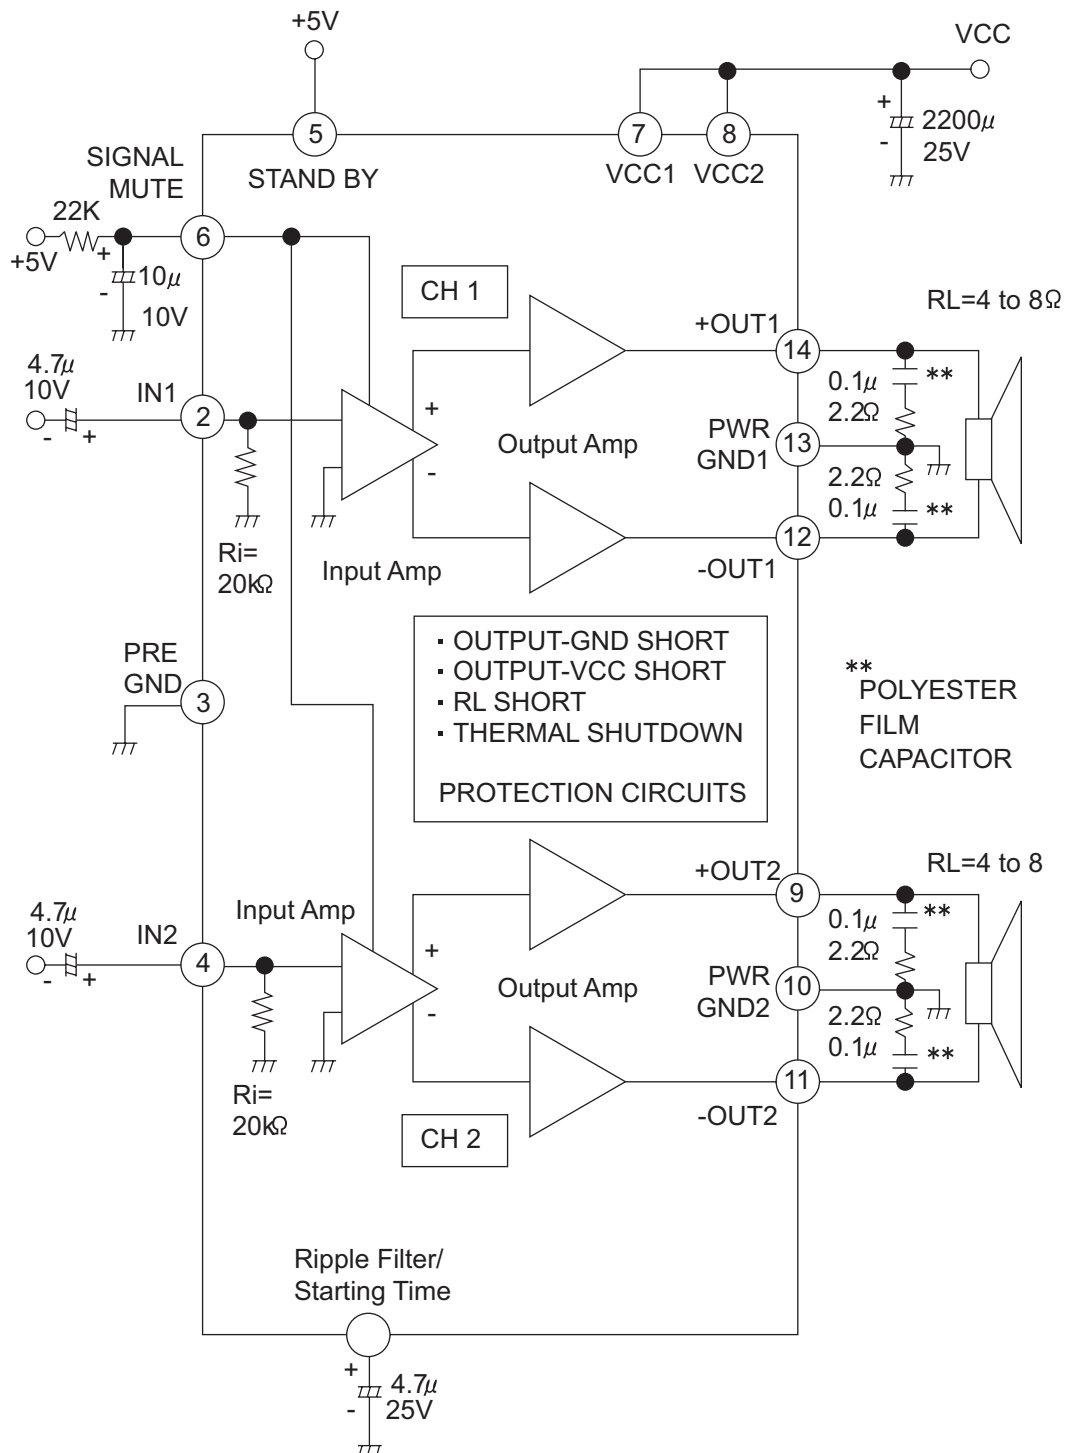 +5V
VCC
5
7
8
+
2200μ
-
25V
STAND BY
VCC1
VCC2
SIGNAL
MUTE
22K
6
+5V
+
10μ
-
10V
CH 1
RL=4 to 8Ω
+OUT1
14
4.7μ
10V
IN1
2
- +
0.1μ
**
2.2Ω
+
Output Amp
PWR
GND1
13
-
2.2Ω
0.1μ
**
12
-OUT1
Ri=
20kΩ
Input Amp
· OUTPUT-GND SHORT
· OUTPUT-VCC SHORT
· RL SHORT
· THERMAL SHUTDOWN
PROTECTION CIRCUITS
PRE
GND
3
**
POLYESTER
FILM
CAPACITOR
+OUT2
9
RL=4 to 8
4.7μ
10V
IN2
4
- +
Input Amp
0.1μ
**
2.2Ω
+
Output Amp
PWR
GND2
10
-
2.2Ω
0.1μ
**
11
-OUT2
Ri=
20kΩ
CH 2
Ripple Filter/
Starting Time
+
4.7μ
-
25V